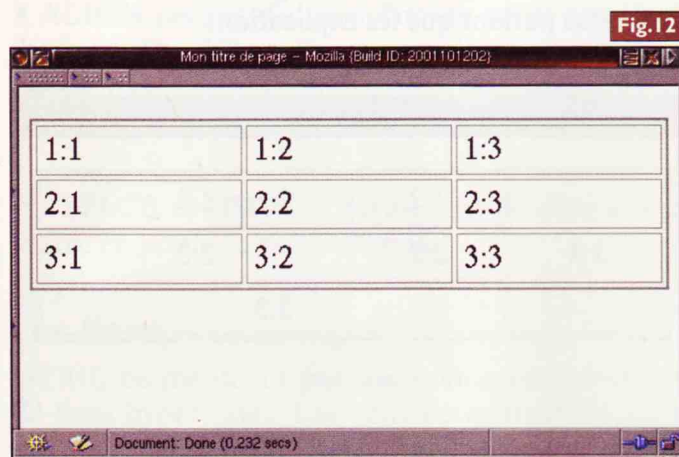 Fig.12
Mon titre de page – Mozilla {Build ID: 2001101202}
1:1 1:2 1:3
2:1 2:2 2:3
3:1 3:2 3:3
Document: Done (0.232 secs)